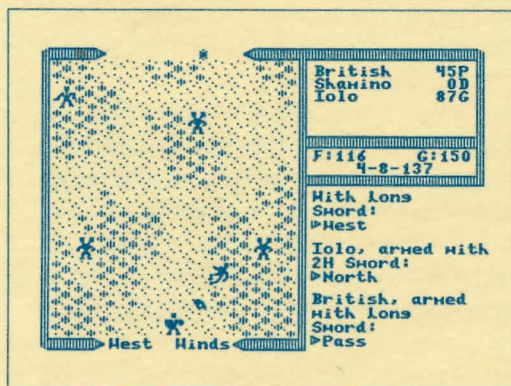 British 45P
Shamino 0D
Iolo 87G
F:116 G:150
4-8-137
With Long
Sword:
▷West
Iolo, armed with
2H Sword:
▷North
British, armed
with Long
Sword:
▷Pass
West Winds